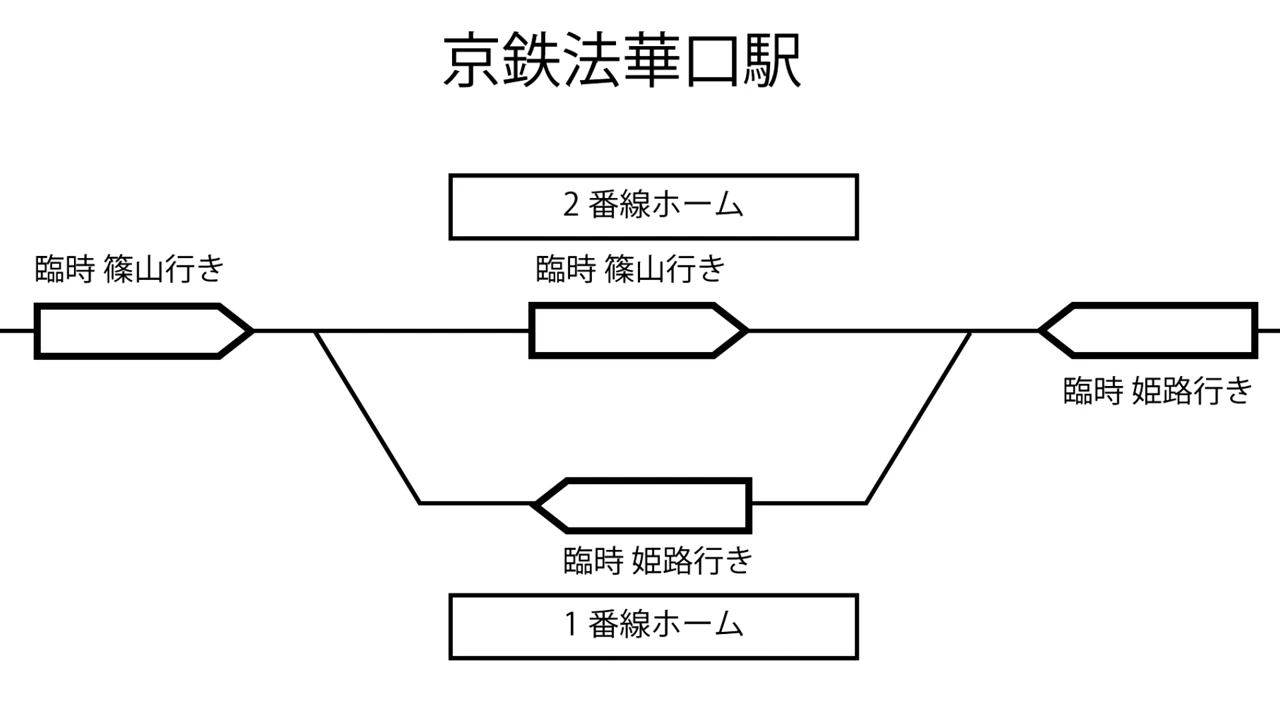 京鉄法華口駅
2 番線ホーム
臨時 篠山行き
臨時 篠山行き
臨時 姫路行き
臨時 姫路行き
1 番線ホーム